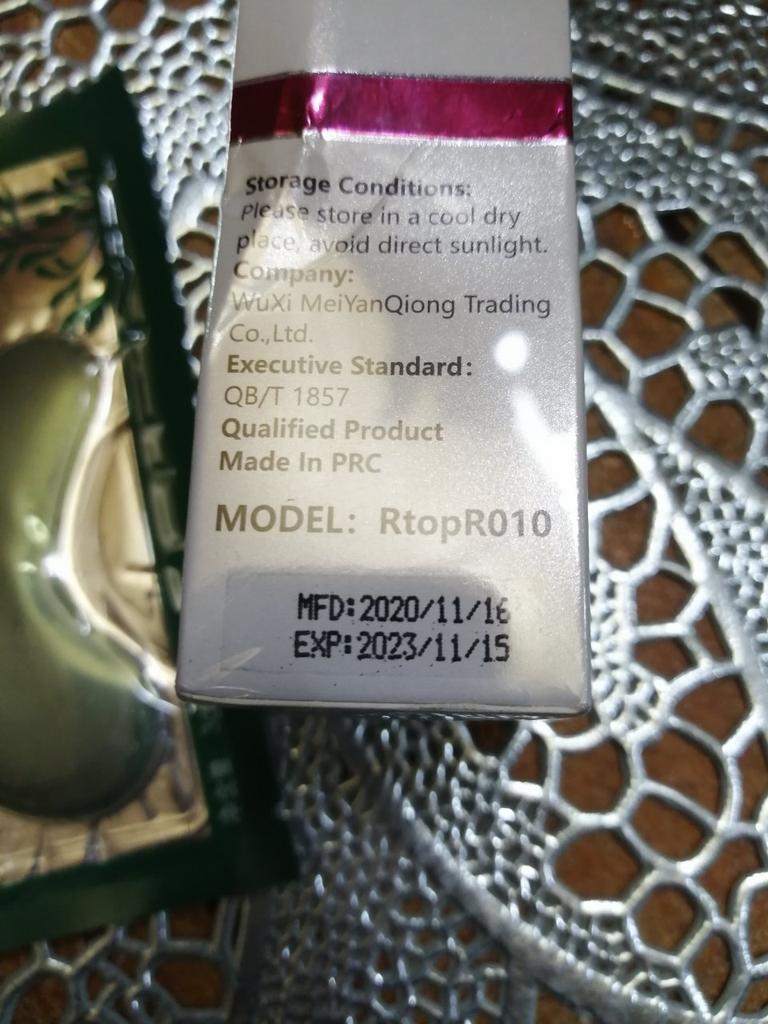 Storage Conditions:
Please store in a cool dry
place, avoid direct sunlight.
Company:
WuXi MeiYanQiong Trading
Co.,Ltd.
Executive Standard:
QB/T 1857
Qualified Product
Made In PRC
MODEL: RtopR010
MFD:2020/11/16
EXP:2023/11/15